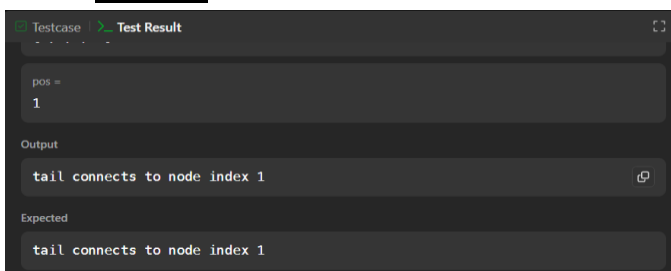 Testcase
>_ Test Result
pos =
1
Output
tail connects to node index 1
Expected
tail connects to node index 1